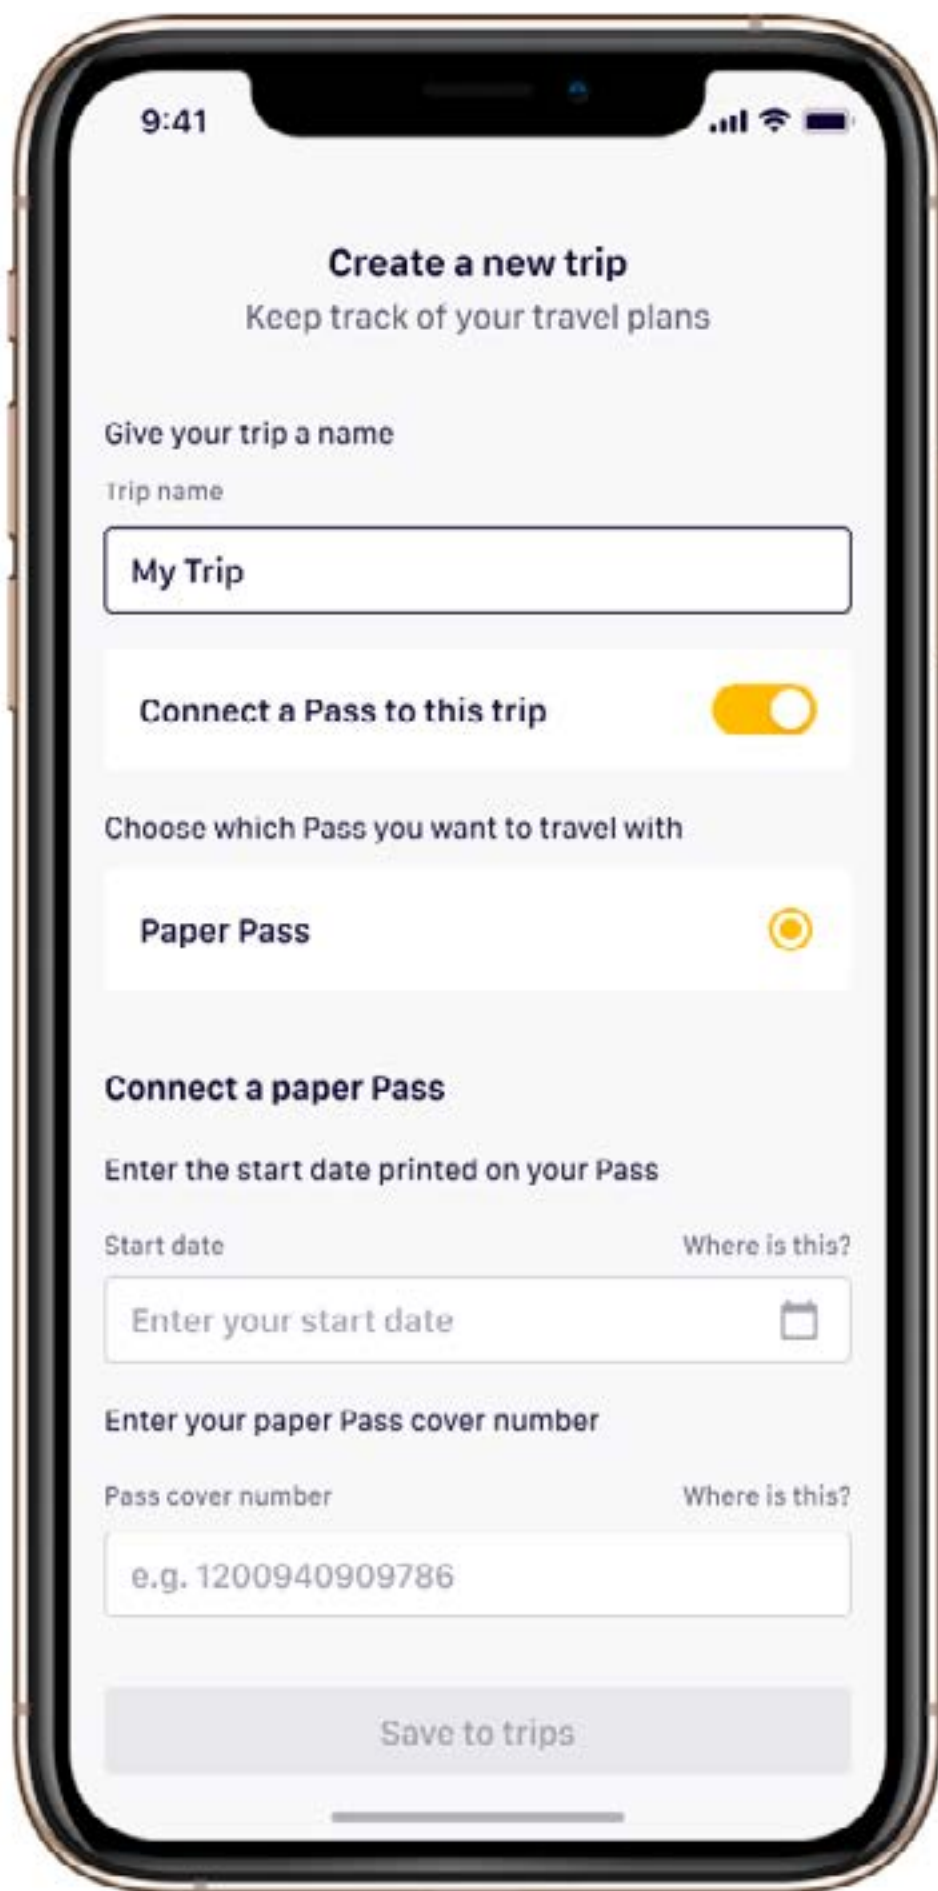 9:41
Create a new trip
Keep track of your travel plans
Give your trip a name
Trip name
My Trip
Connect a Pass to this trip
Choose which Pass you want to travel with
Paper Pass
Connect a paper Pass
Enter the start date printed on your Pass
Start date Where is this?
Enter your start date
Enter your paper Pass cover number
Pass cover number Where is this?
e.g. 1200940909786
Save to trips